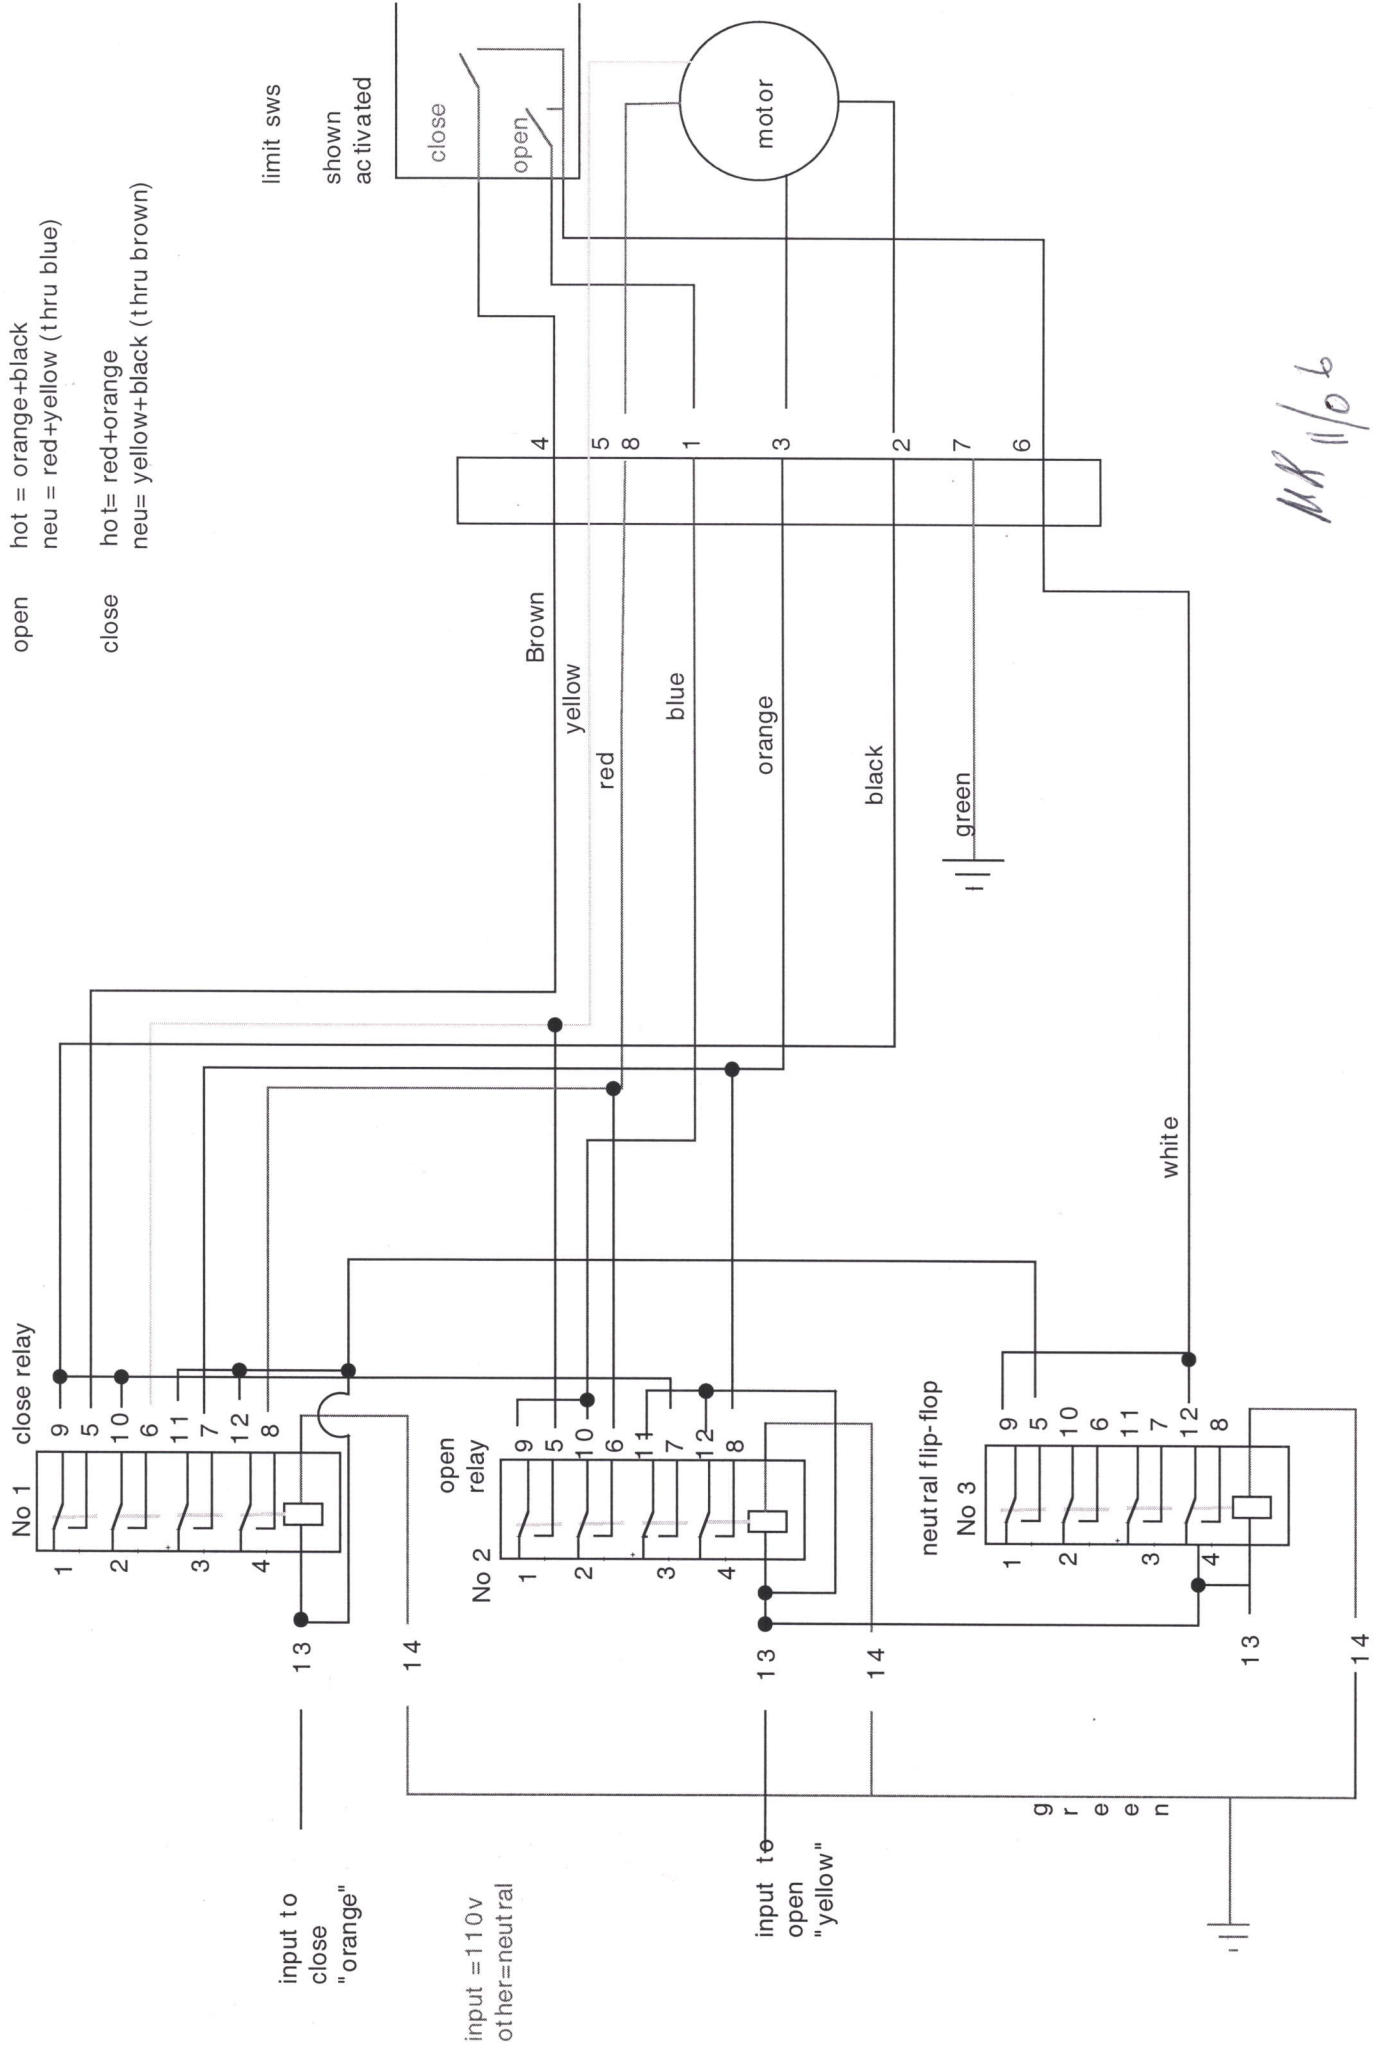 open hot = orange+black
neu = red+yellow (thru blue)
close hot= red+orange
neu= yellow+black (thru brown)
limit sws
shown
activated
close
open
motor
4
5
8
1
3
2
7
6
Brown
yellow
red
blue
orange
black
green
white
No 1 close relay
9
5
10
6
11
7
12
8
1
2
3
4
13
14
open
relay
No 2
9
5
10
6
11
7
12
8
1
2
3
4
13
14
neutral flip-flop
No 3
9
5
10
6
11
7
12
8
1
2
3
4
13
14
input to
close
"orange"
input =110v
other=neutral
input to
open
"yellow"
green
11/06